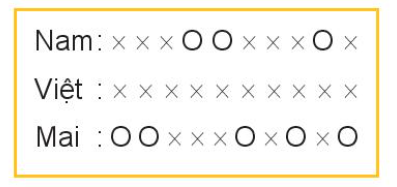 Nam: × × × O O × × × O ×
Việt : × × × × × × × × × ×
Mai : O O × × × O × O × O